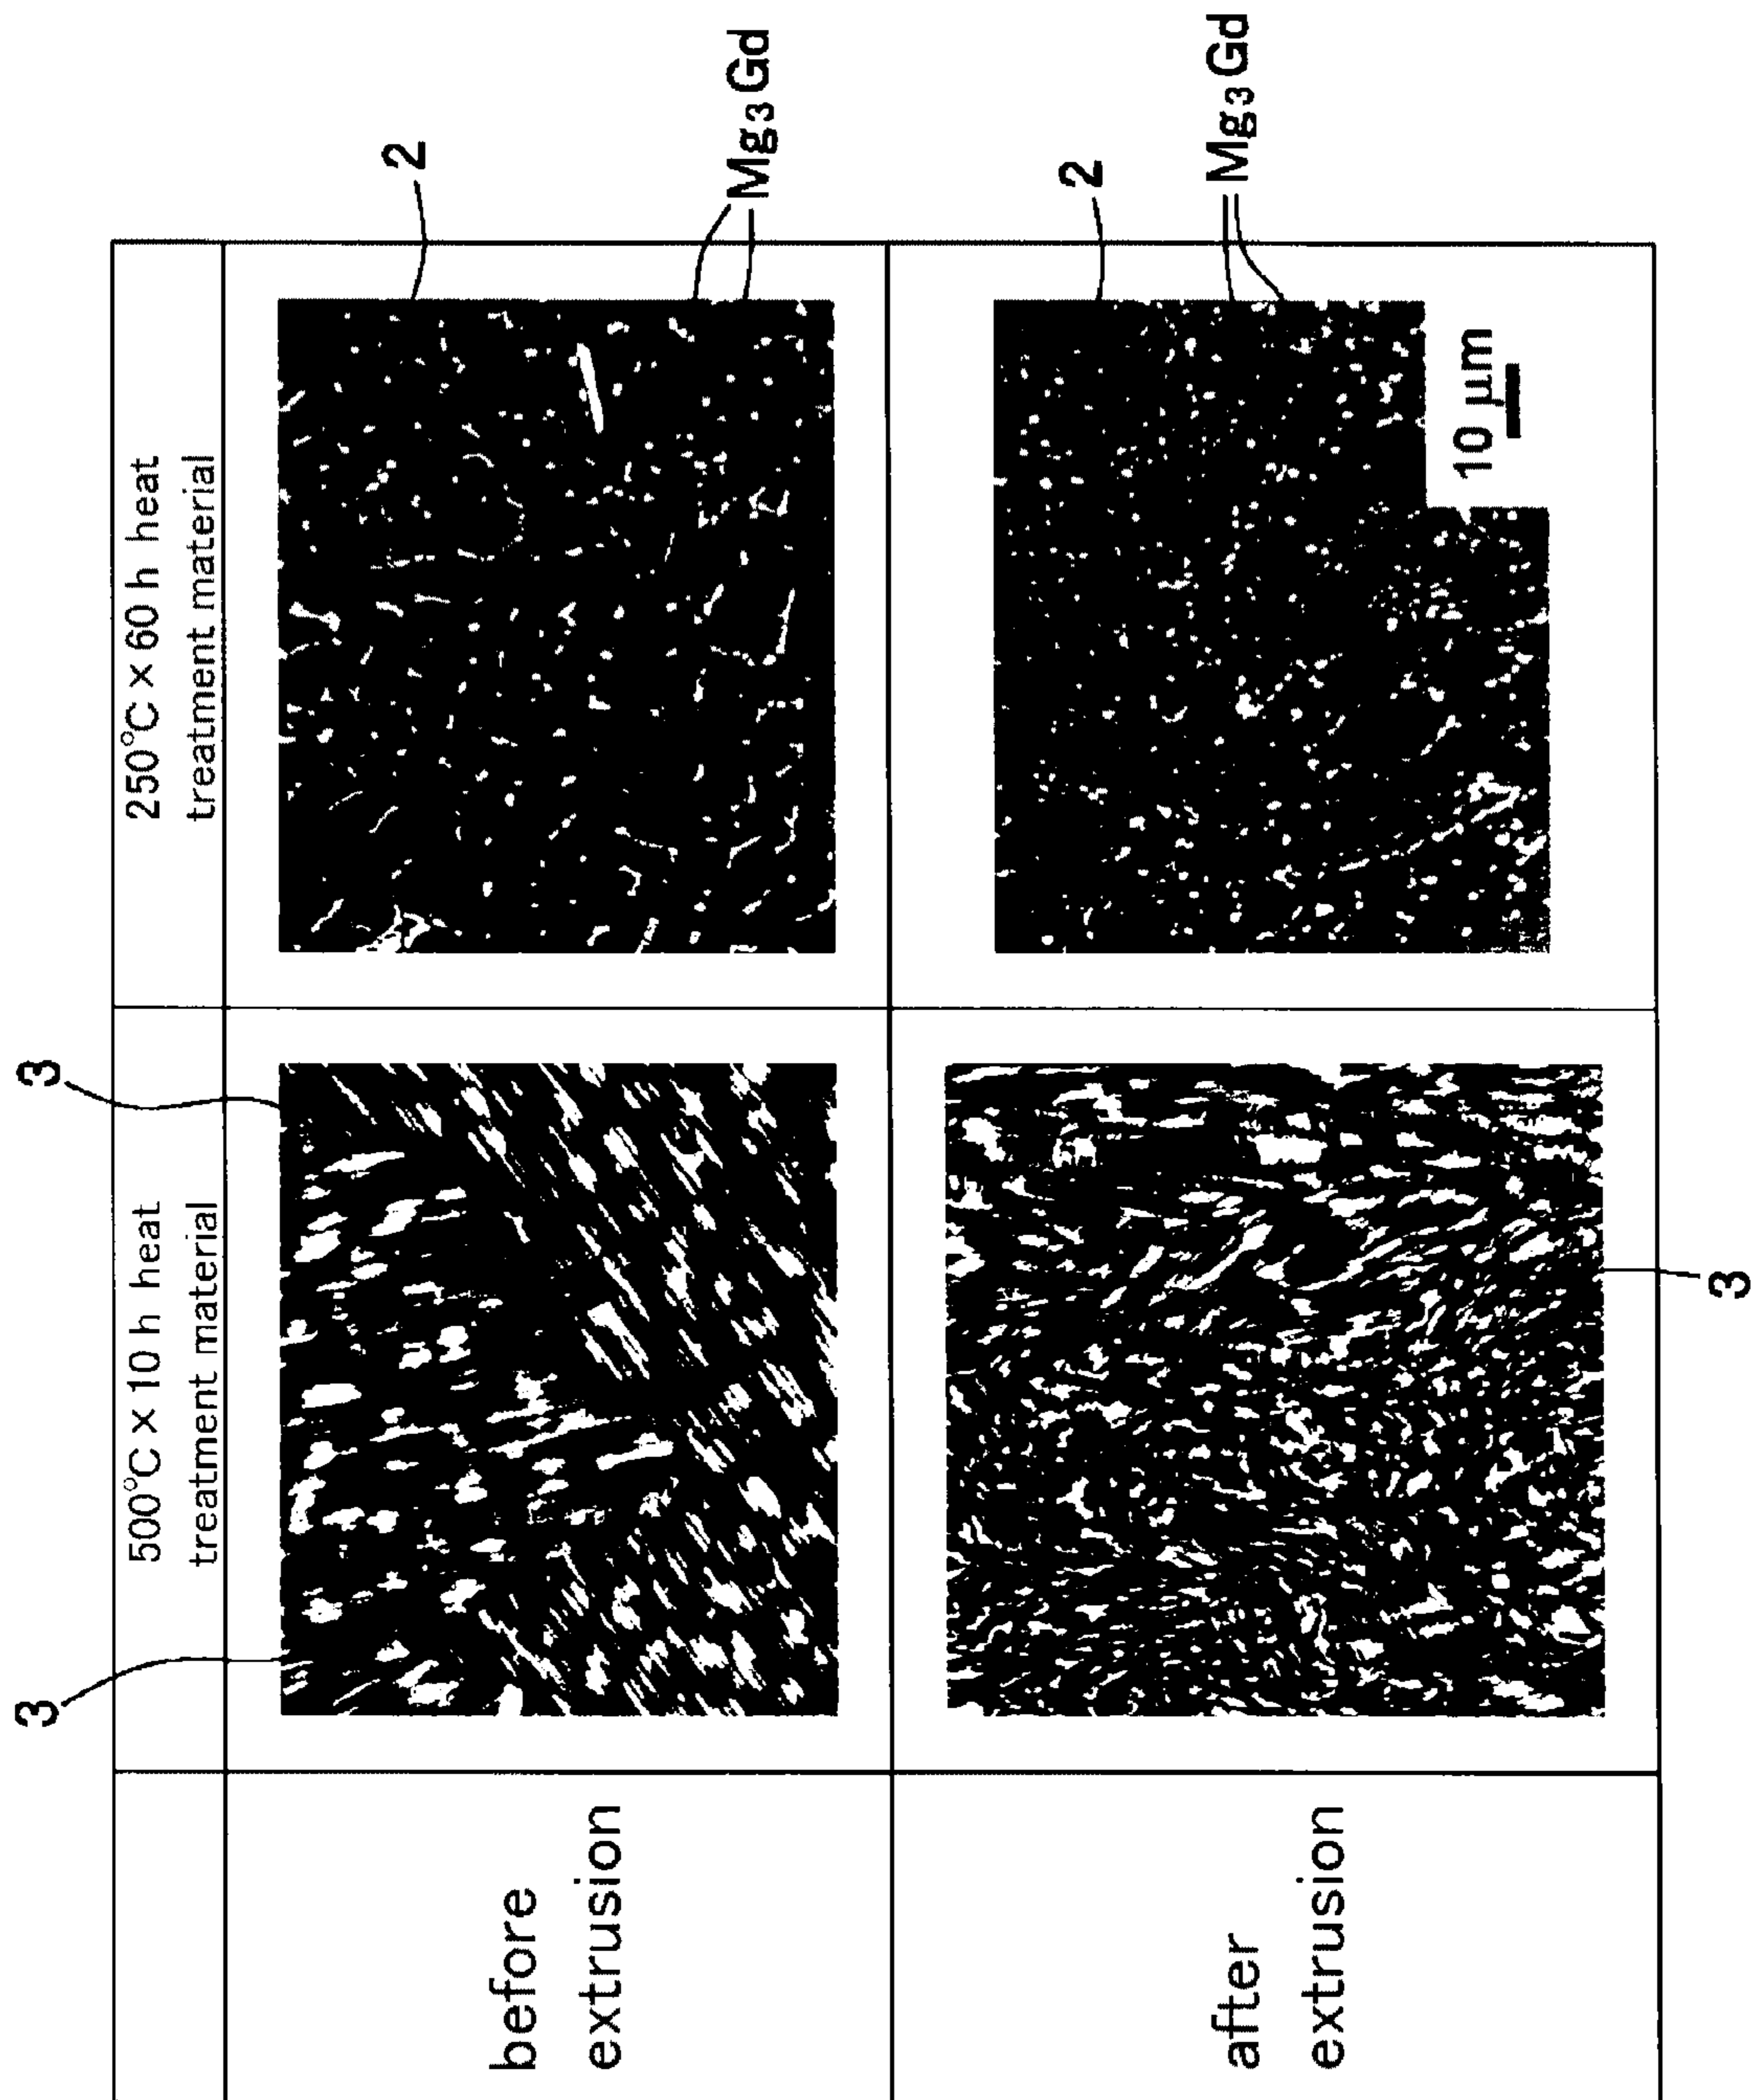 500°C × 10 h heat
treatment material
250°C × 60 h heat
treatment material
before
extrusion
3
3
2
Mg₃Gd
after
extrusion
3
2
Mg₃Gd
10 μm